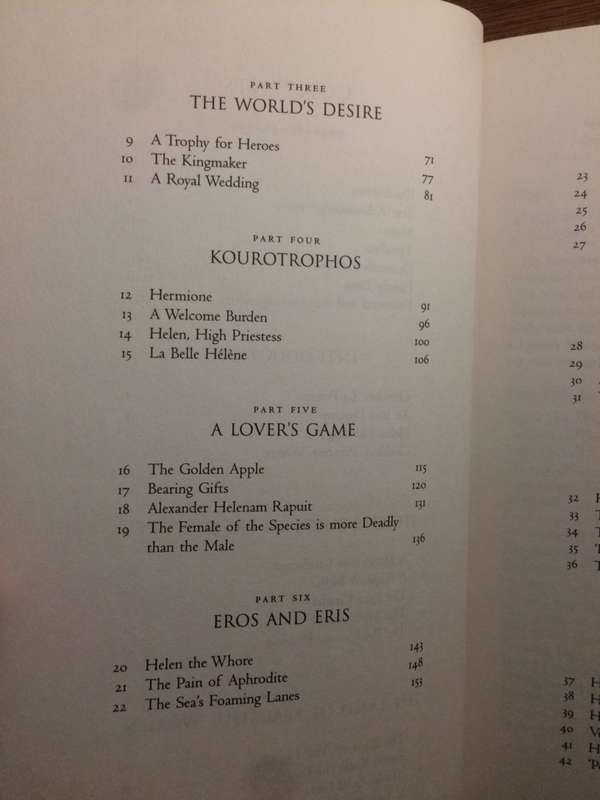 PART THREE
THE WORLD'S DESIRE
9 A Trophy for Heroes 71
10 The Kingmaker 77
11 A Royal Wedding 81
PART FOUR
KOUROTROPHOS
12 Hermione 91
13 A Welcome Burden 96
14 Helen, High Priestess 100
15 La Belle Hélène 106
PART FIVE
A LOVER'S GAME
16 The Golden Apple 115
17 Bearing Gifts 120
18 Alexander Helenam Rapuit 131
19 The Female of the Species is more Deadly
than the Male 136
PART SIX
EROS AND ERIS
20 Helen the Whore 143
21 The Pain of Aphrodite 148
22 The Sea's Foaming Lanes 153
23
24
25
26
27
28
29
30
31
32
33
34
35
36
37
38
39
40
41
42